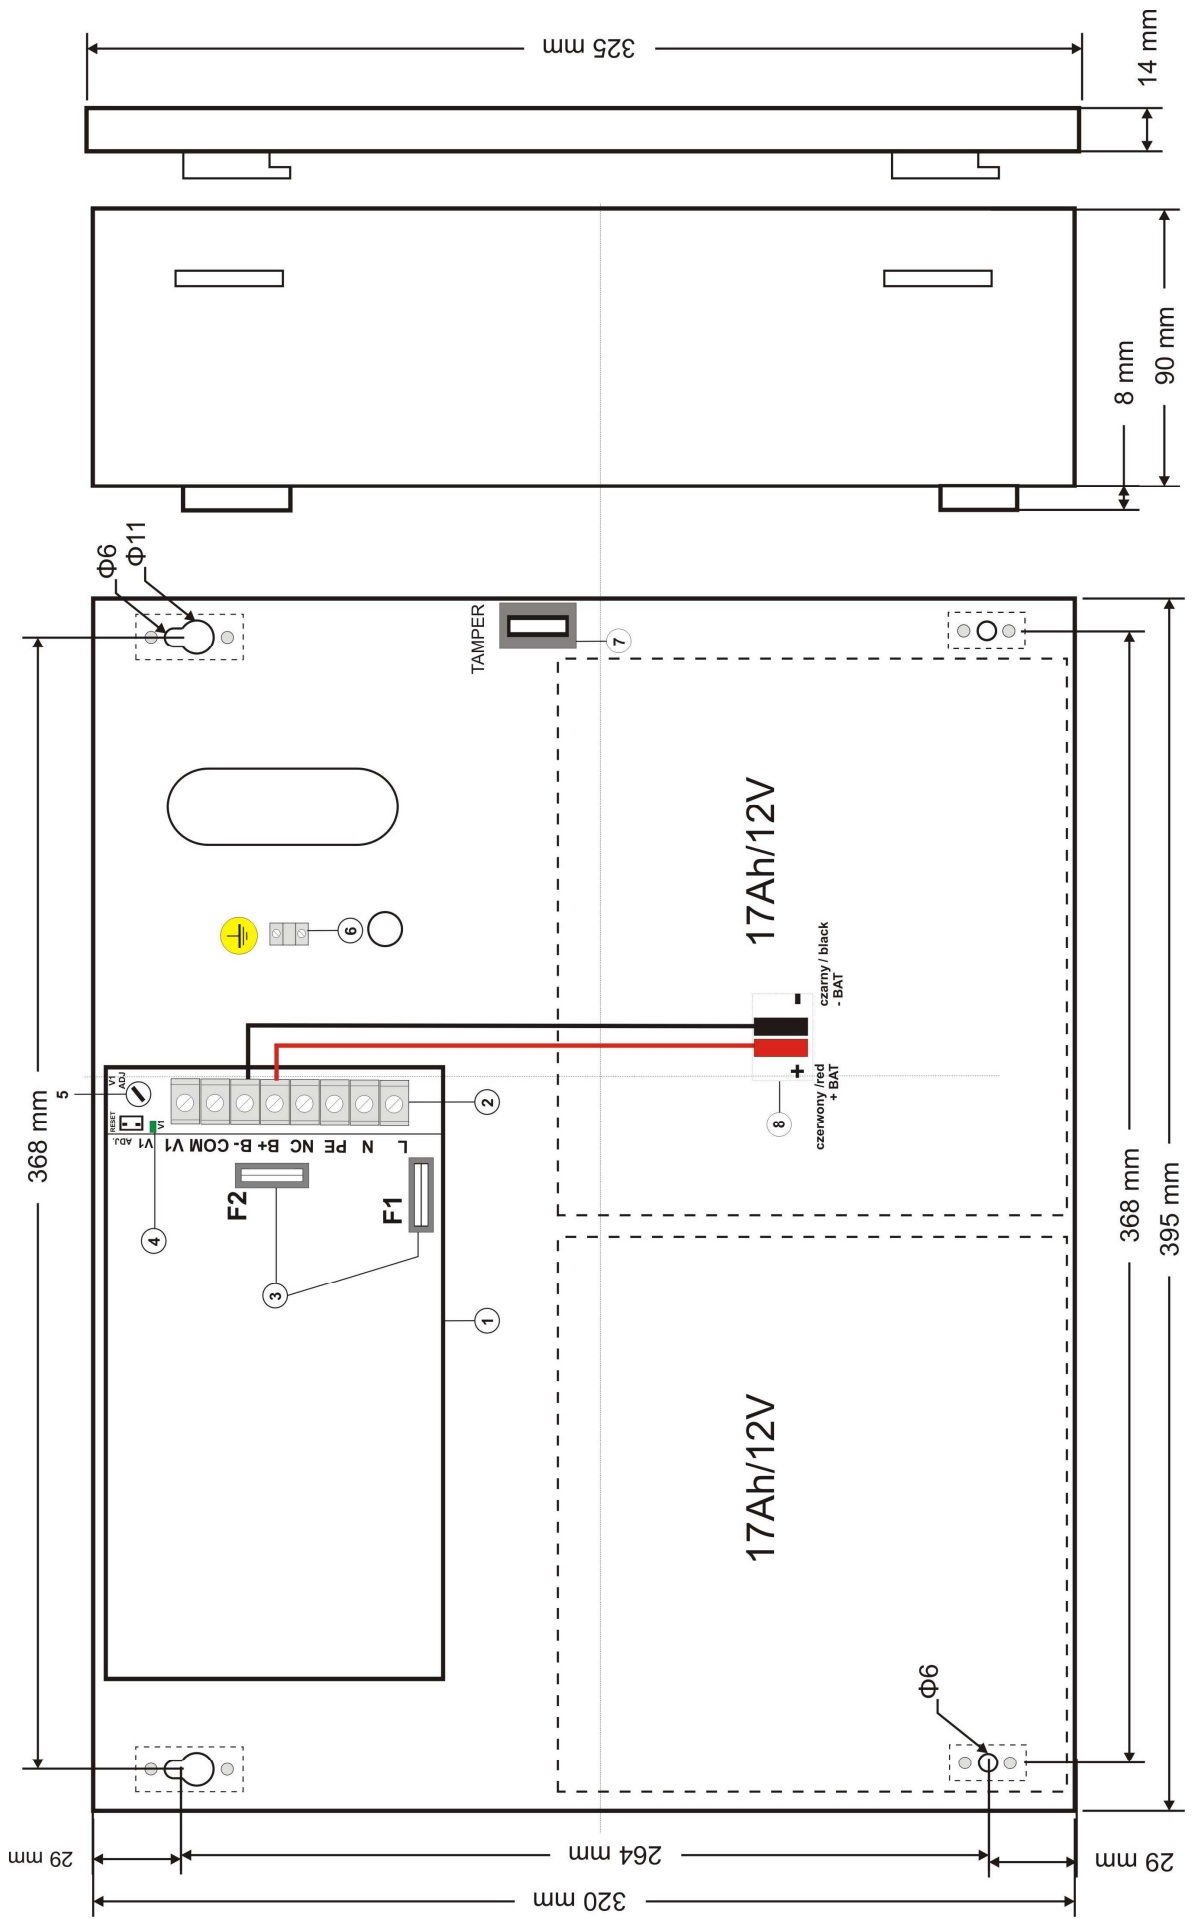 325 mm
14 mm
8 mm
90 mm
Φ6
Φ11
368 mm
TAMPER
7
6
5
V1
ADJ
RESET
V1
ADJ.
V1
V1 COM B- B+ NC PE N L
2
F2
F1
4
3
1
17Ah/12V
czarny / black
- BAT
-
+
czerwony /red
+ BAT
8
17Ah/12V
Φ6
368 mm
395 mm
29 mm
264 mm
29 mm
320 mm